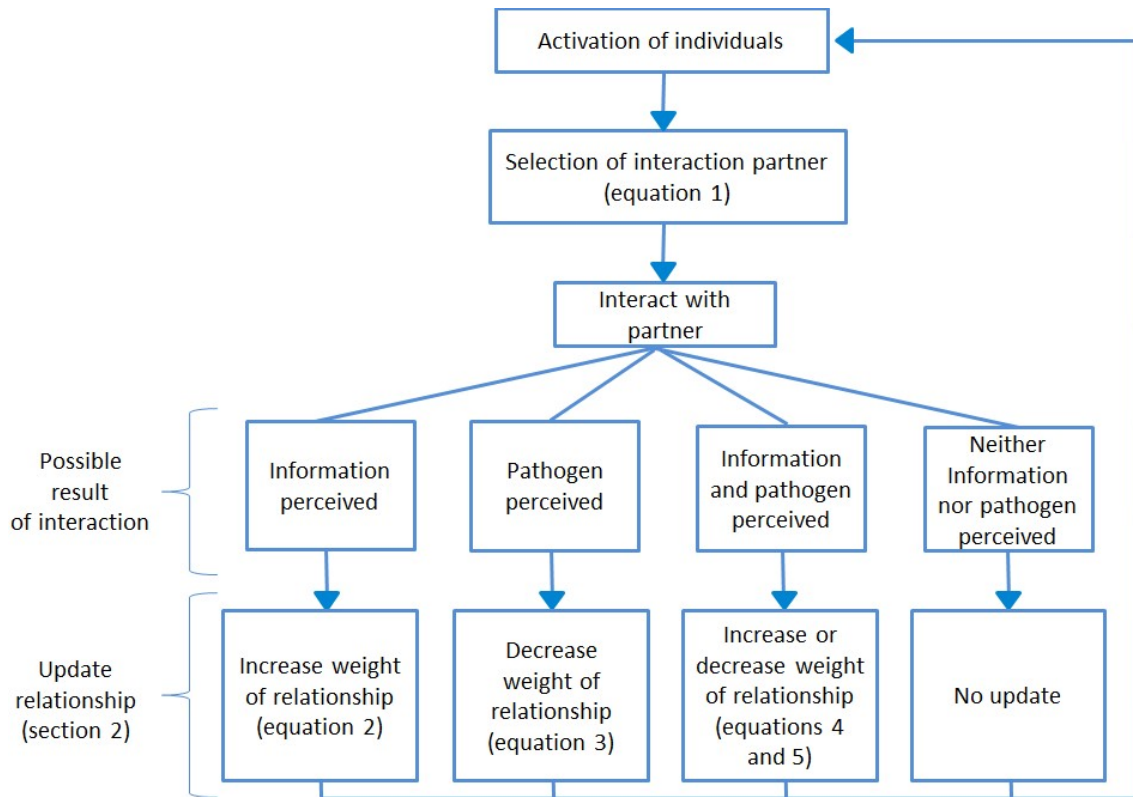 Activation of individuals
Selection of interaction partner
(equation 1)
Interact with
partner
Possible
result
of interaction
Information
perceived
Pathogen
perceived
Information
and pathogen
perceived
Neither
Information
nor pathogen
perceived
Update
relationship
(section 2)
Increase weight
of relationship
(equation 2)
Decrease
weight of
relationship
(equation 3)
Increase or
decrease weight
of relationship
(equations 4
and 5)
No update